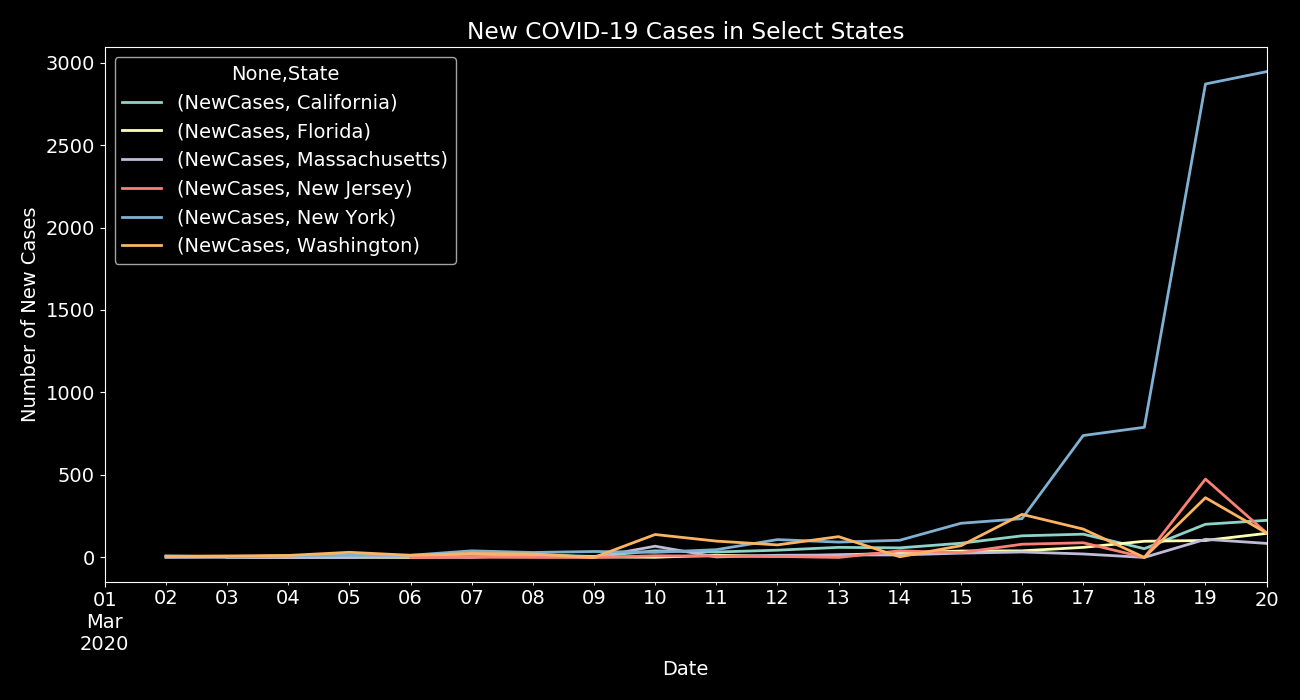 New COVID-19 Cases in Select States
3000
2500
2000
1500
1000
500
0
Number of New Cases
None,State
(NewCases, California)
(NewCases, Florida)
(NewCases, Massachusetts)
(NewCases, New Jersey)
(NewCases, New York)
(NewCases, Washington)
01 02 03 04 05 06 07 08 09 10 11 12 13 14 15 16 17 18 19 20
Mar
2020
Date